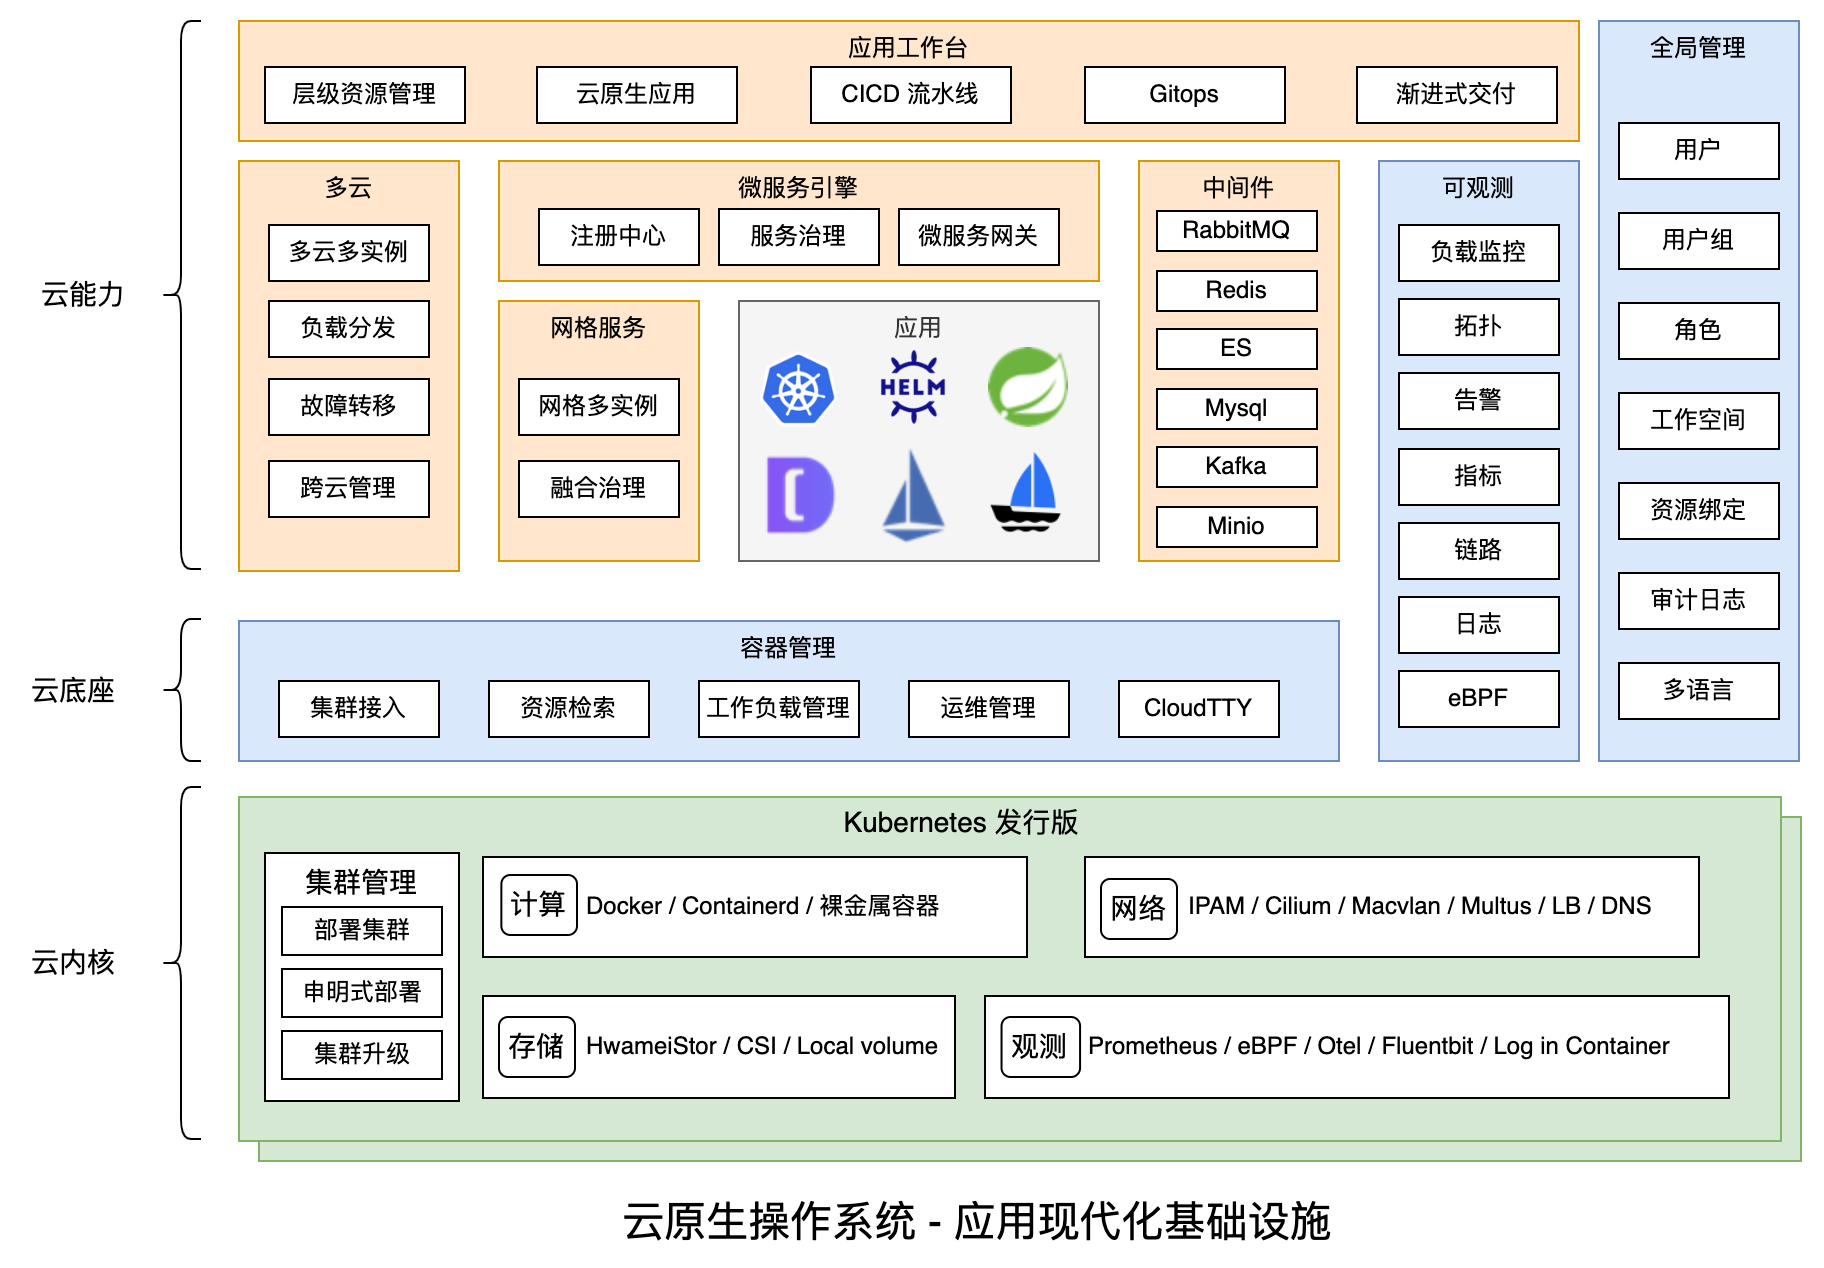 云能力
应用工作台
层级资源管理
云原生应用
CICD 流水线
Gitops
渐进式交付
多云
多云多实例
负载分发
故障转移
跨云管理
微服务引擎
注册中心
服务治理
微服务网关
网格服务
网格多实例
融合治理
应用
HELM
中间件
RabbitMQ
Redis
ES
Mysql
Kafka
Minio
可观测
负载监控
拓扑
告警
指标
链路
日志
eBPF
全局管理
用户
用户组
角色
工作空间
资源绑定
审计日志
多语言
云底座
容器管理
集群接入
资源检索
工作负载管理
运维管理
CloudTTY
云内核
Kubernetes 发行版
集群管理
部署集群
申明式部署
集群升级
计算
Docker / Containerd / 裸金属容器
网络
IPAM / Cilium / Macvlan / Multus / LB / DNS
存储
HwameiStor / CSI / Local volume
观测
Prometheus / eBPF / Otel / Fluentbit / Log in Container
云原生操作系统 - 应用现代化基础设施